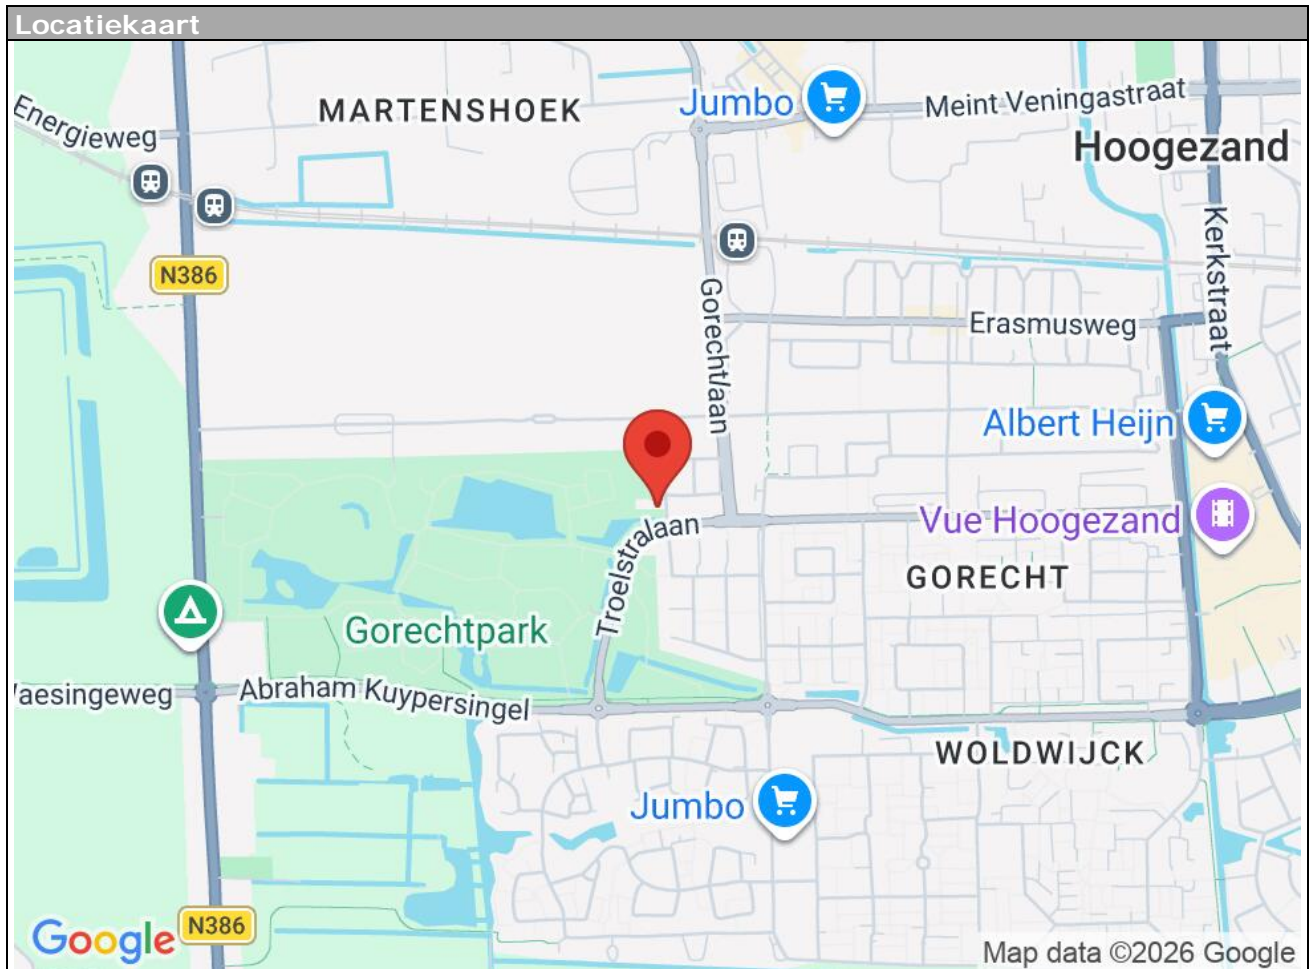 Locatiekaart
MARTENSHOEK
Jumbo
Meint Veningastraat
Energieweg
Hoogezand
N386
Kerkstraat
Gorechtlaan
Erasmusweg
Albert Heijn
Vue Hoogezand
Troelstralaan
GORECHT
Gorechtpark
aesingeweg
Abraham Kuypersingel
WOLDWIJCK
Jumbo
N386
Google
Map data ©2026 Google